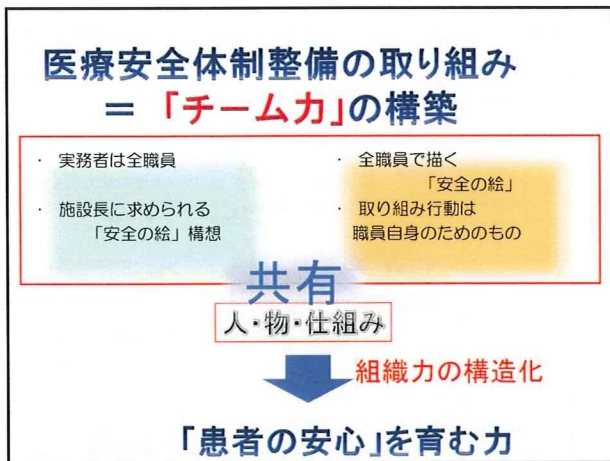 医療安全体制整備の取り組み
＝「チーム力」の構築
・ 実務者は全職員
・ 施設長に求められる
「安全の絵」構想
・ 全職員で描く
「安全の絵」
・ 取り組み行動は
職員自身のためのもの
共有
人・物・仕組み
組織力の構造化
「患者の安心」を育む力